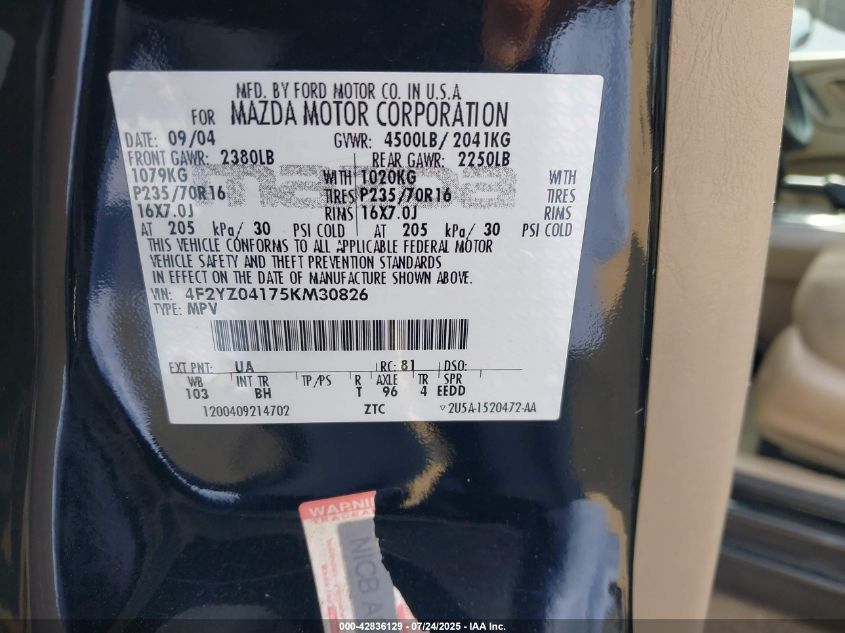 MFD. BY FORD MOTOR CO. IN U.S.A
FOR MAZDA MOTOR CORPORATION
DATE: 09/04 GVWR: 4500LB/ 2041KG
FRONT GAWR: 2380LB REAR GAWR: 2250LB
1079KG WITH 1020KG WITH
P235/70R16 TIRES P235/70R16 TIRES
16X7.0J RIMS 16X7.0J RIMS
AT 205 kPa/ 30 PSI COLD AT 205 kPa/ 30 PSI COLD
THIS VEHICLE CONFORMS TO ALL APPLICABLE FEDERAL MOTOR
VEHICLE SAFETY AND THEFT PREVENTION STANDARDS
IN EFFECT ON THE DATE OF MANUFACTURE SHOWN ABOVE.
VIN: 4F2YZ04175KM30826
TYPE: MPV
EXT PNT: UA RC: 81 DSO:
WB INT TR TP/PS R AXLE TR SPR
103 BH T 96 4 EEDD
1200409214702 ZTC ▽ 2U5A-1520472-AA
WARNI
NICB A
000-42836129 - 07/24/2025 - IAA Inc.